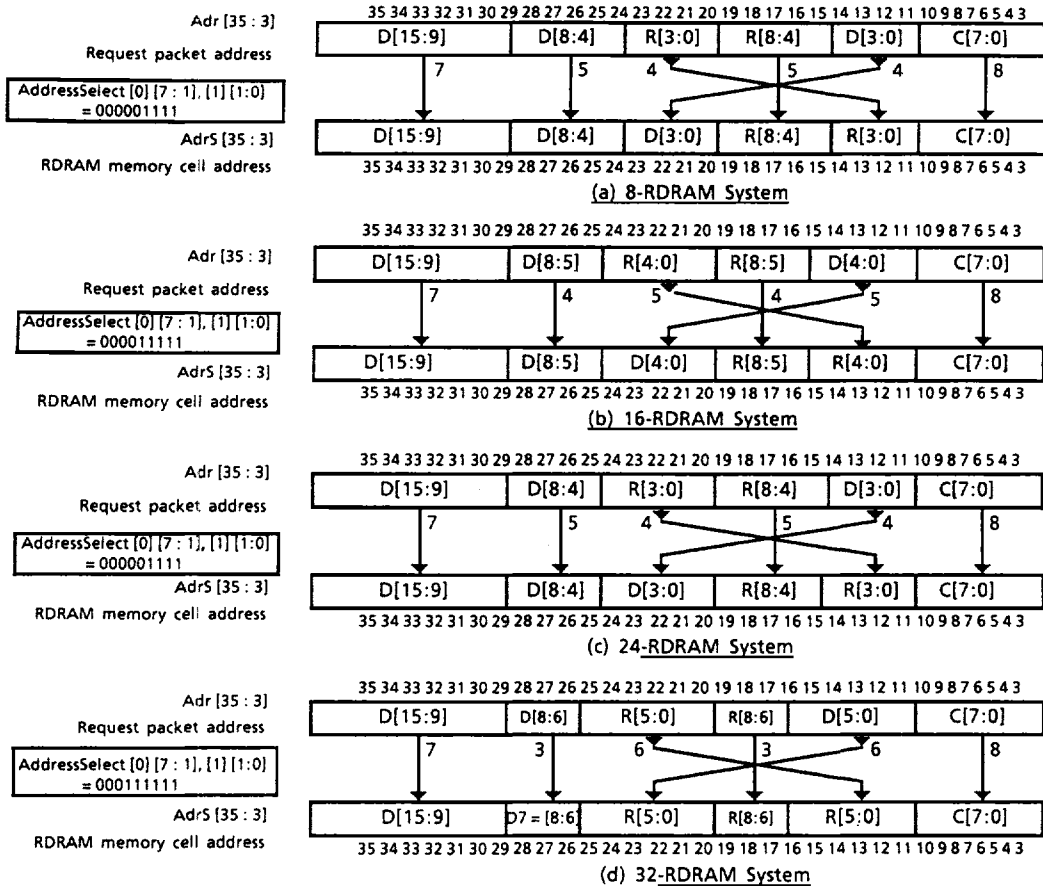 35 34 33 32 31 30 29 28 27 26 25 24 23 22 21 20 19 18 17 16 15 14 13 12 11 10 9 8 7 6 5 4 3
Adr [35 : 3]
D[15:9] D[8:4] R[3:0] R[8:4] D[3:0] C[7:0]
Request packet address
7 5 4 5 4 8
AddressSelect [0] [7 : 1], [1] [1:0]
= 000001111
AdrS [35 : 3]
D[15:9] D[8:4] D[3:0] R[8:4] R[3:0] C[7:0]
RDRAM memory cell address
35 34 33 32 31 30 29 28 27 26 25 24 23 22 21 20 19 18 17 16 15 14 13 12 11 10 9 8 7 6 5 4 3
(a) 8-RDRAM System
35 34 33 32 31 30 29 28 27 26 25 24 23 22 21 20 19 18 17 16 15 14 13 12 11 10 9 8 7 6 5 4 3
Adr [35 : 3]
D[15:9] D[8:5] R[4:0] R[8:5] D[4:0] C[7:0]
Request packet address
7 4 5 4 5 8
AddressSelect [0] [7 : 1], [1] [1:0]
= 000011111
AdrS [35 : 3]
D[15:9] D[8:5] D[4:0] R[8:5] R[4:0] C[7:0]
RDRAM memory cell address
35 34 33 32 31 30 29 28 27 26 25 24 23 22 21 20 19 18 17 16 15 14 13 12 11 10 9 8 7 6 5 4 3
(b) 16-RDRAM System
35 34 33 32 31 30 29 28 27 26 25 24 23 22 21 20 19 18 17 16 15 14 13 12 11 10 9 8 7 6 5 4 3
Adr [35 : 3]
D[15:9] D[8:4] R[3:0] R[8:4] D[3:0] C[7:0]
Request packet address
7 5 4 5 4 8
AddressSelect [0] [7 : 1], [1] [1:0]
= 000001111
AdrS [35 : 3]
D[15:9] D[8:4] D[3:0] R[8:4] R[3:0] C[7:0]
RDRAM memory cell address
35 34 33 32 31 30 29 28 27 26 25 24 23 22 21 20 19 18 17 16 15 14 13 12 11 10 9 8 7 6 5 4 3
(c) 24-RDRAM System
35 34 33 32 31 30 29 28 27 26 25 24 23 22 21 20 19 18 17 16 15 14 13 12 11 10 9 8 7 6 5 4 3
Adr [35 : 3]
D[15:9] D[8:6] R[5:0] R[8:6] D[5:0] C[7:0]
Request packet address
7 3 6 3 6 8
AddressSelect [0] [7 : 1], [1] [1:0]
= 000111111
AdrS [35 : 3]
D[15:9] D7 = [8:6] R[5:0] R[8:6] R[5:0] C[7:0]
RDRAM memory cell address
35 34 33 32 31 30 29 28 27 26 25 24 23 22 21 20 19 18 17 16 15 14 13 12 11 10 9 8 7 6 5 4 3
(d) 32-RDRAM System